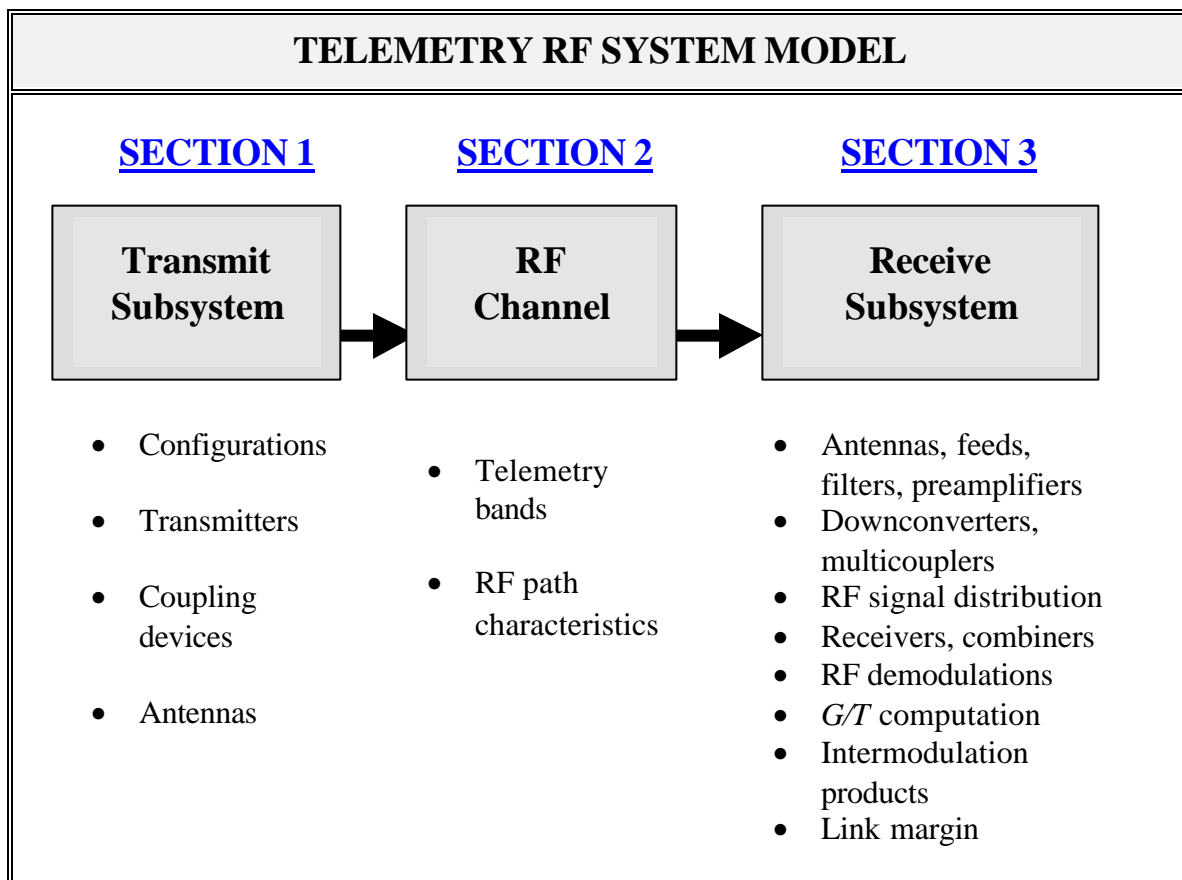 TELEMETRY RF SYSTEM MODEL
SECTION 1
Transmit
Subsystem
• Configurations
• Transmitters
• Coupling
devices
• Antennas
SECTION 2
RF
Channel
• Telemetry
bands
• RF path
characteristics
SECTION 3
Receive
Subsystem
• Antennas, feeds,
filters, preamplifiers
• Downconverters,
multicouplers
• RF signal distribution
• Receivers, combiners
• RF demodulations
• G/T computation
• Intermodulation
products
• Link margin